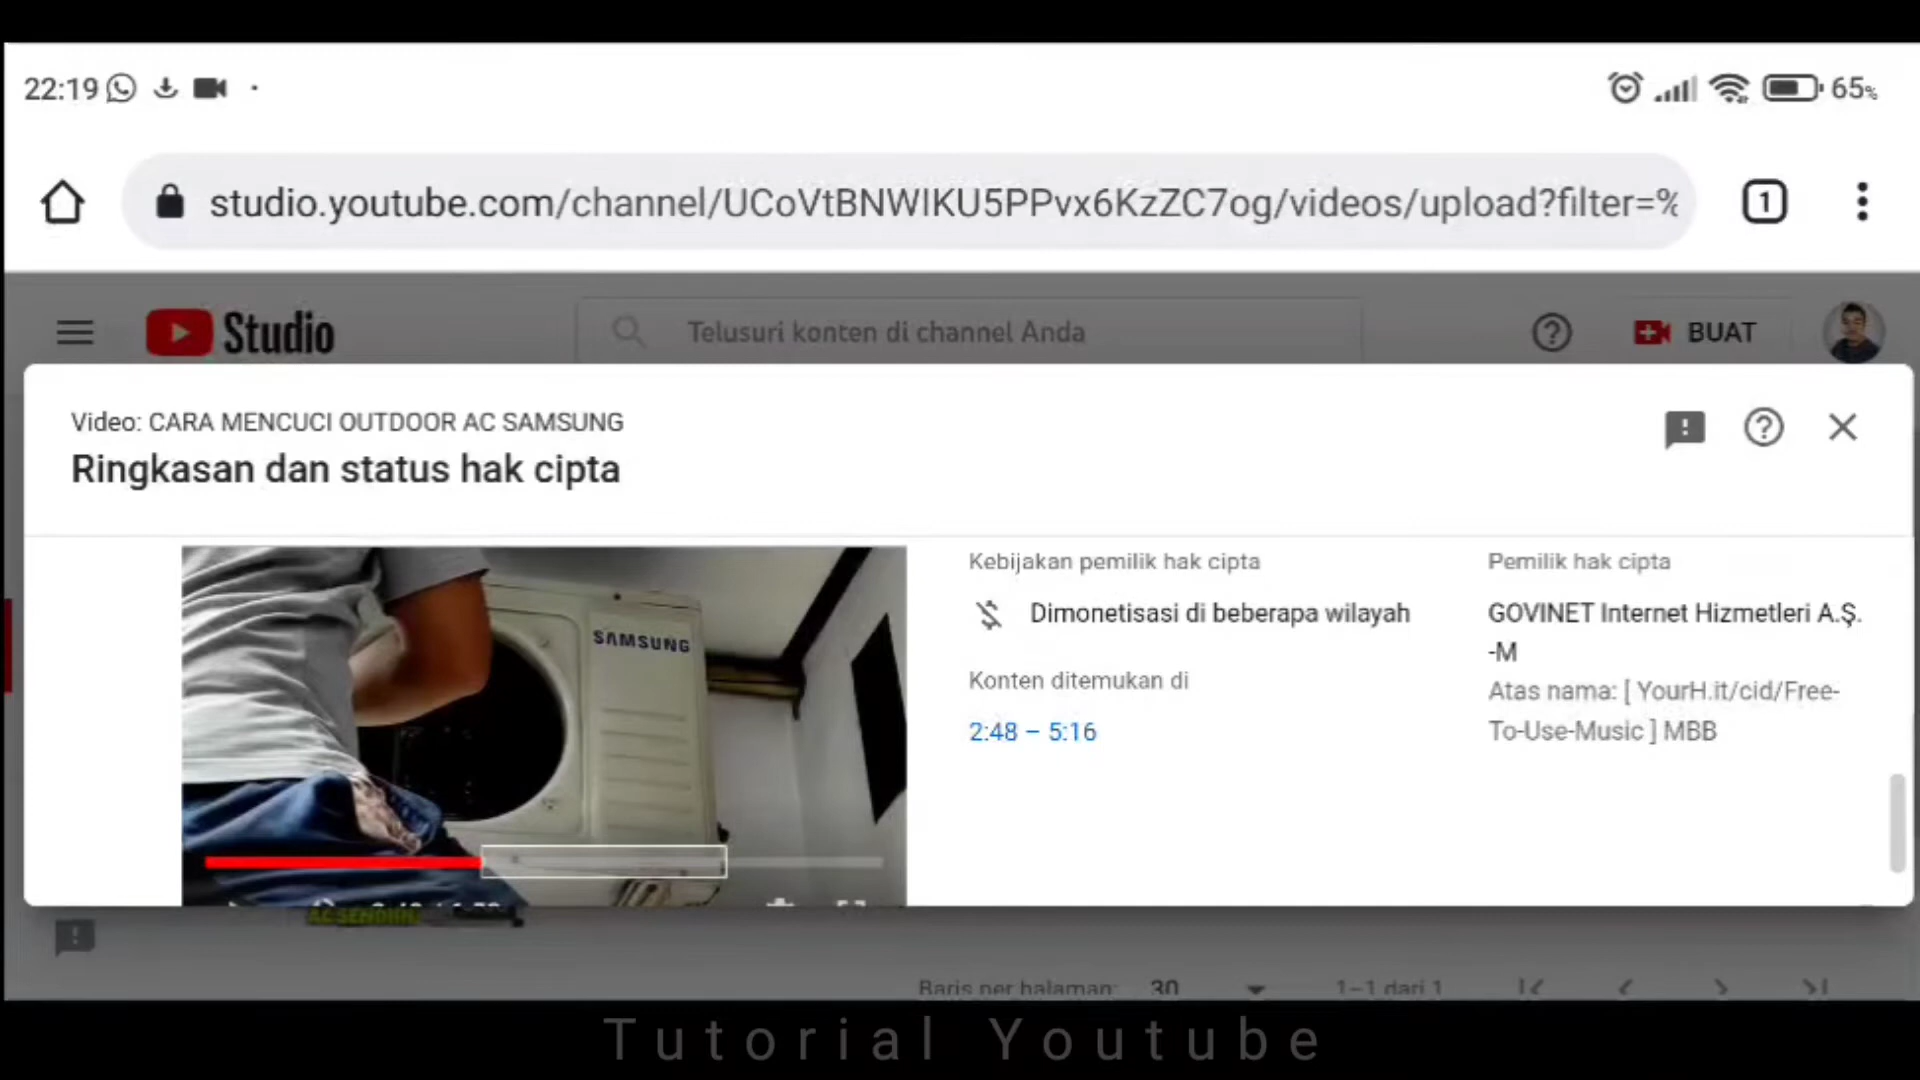 22:19
65%
studio.youtube.com/channel/UCoVtBNWIKU5PPvx6KzZC7og/videos/upload?filter=%
1
Studio
Telusuri konten di channel Anda
BUAT
Video: CARA MENCUCI OUTDOOR AC SAMSUNG
Ringkasan dan status hak cipta
SAMSUNG
Kebijakan pemilik hak cipta
Dimonetisasi di beberapa wilayah
Konten ditemukan di
2:48 – 5:16
Pemilik hak cipta
GOVINET Internet Hizmetleri A.Ş.
-M
Atas nama: [ YourH.it/cid/Free-
To-Use-Music ] MBB
AC SENDIRI
Baris per halaman: 30
1–1 dari 1
Tutorial Youtube